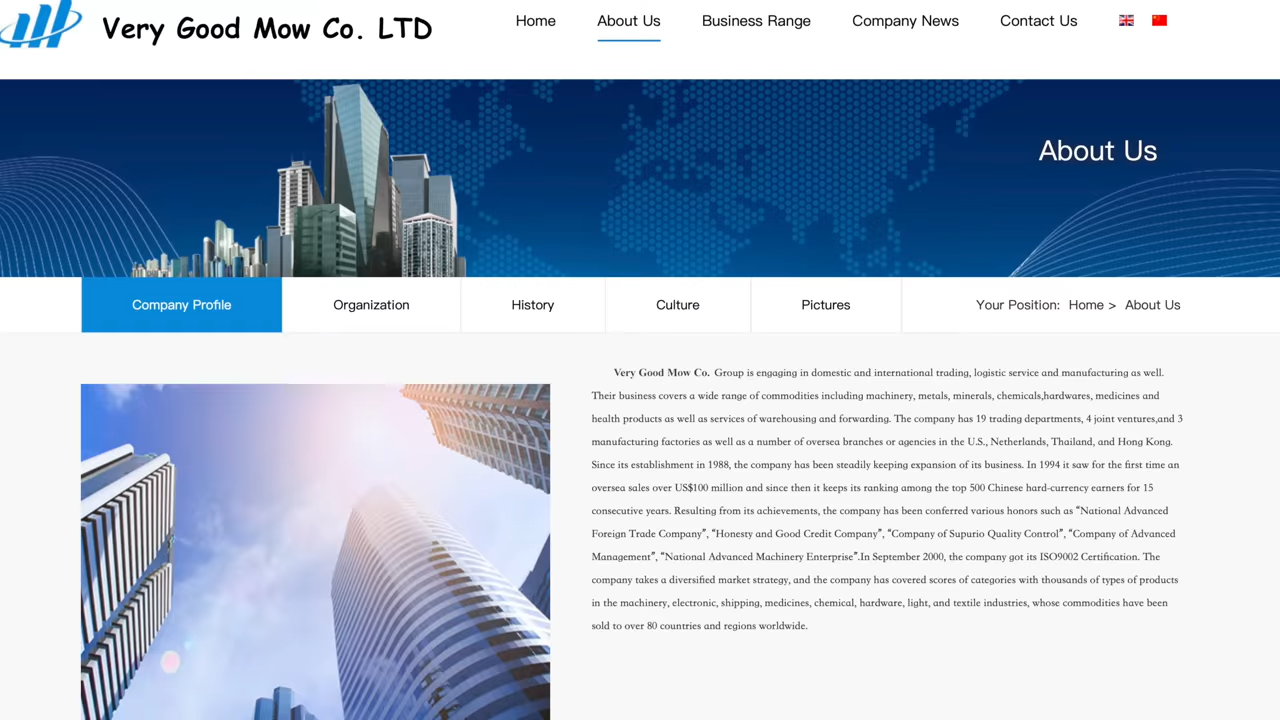 Very Good Mow Co. LTD
Home
About Us
Business Range
Company News
Contact Us
About Us
Company Profile
Organization
History
Culture
Pictures
Your Position: Home > About Us
Very Good Mow Co. Group is engaging in domestic and international trading, logistic service and manufacturing as well.
Their business covers a wide range of commodities including machinery, metals, minerals, chemicals,hardwares, medicines and
health products as well as services of warehousing and forwarding. The company has 19 trading departments, 4 joint ventures,and 3
manufacturing factories as well as a number of oversea branches or agencies in the U.S., Netherlands, Thailand, and Hong Kong.
Since its establishment in 1988, the company has been steadily keeping expansion of its business. In 1994 it saw for the first time an
oversea sales over US$100 million and since then it keeps its ranking among the top 500 Chinese hard-currency earners for 15
consecutive years. Resulting from its achievements, the company has been conferred various honors such as “National Advanced
Foreign Trade Company”, “Honesty and Good Credit Company”, “Company of Supurio Quality Control”, “Company of Advanced
Management”, “National Advanced Machinery Enterprise”.In September 2000, the company got its ISO9002 Certification. The
company takes a diversified market strategy, and the company has covered scores of categories with thousands of types of products
in the machinery, electronic, shipping, medicines, chemical, hardware, light, and textile industries, whose commodities have been
sold to over 80 countries and regions worldwide.